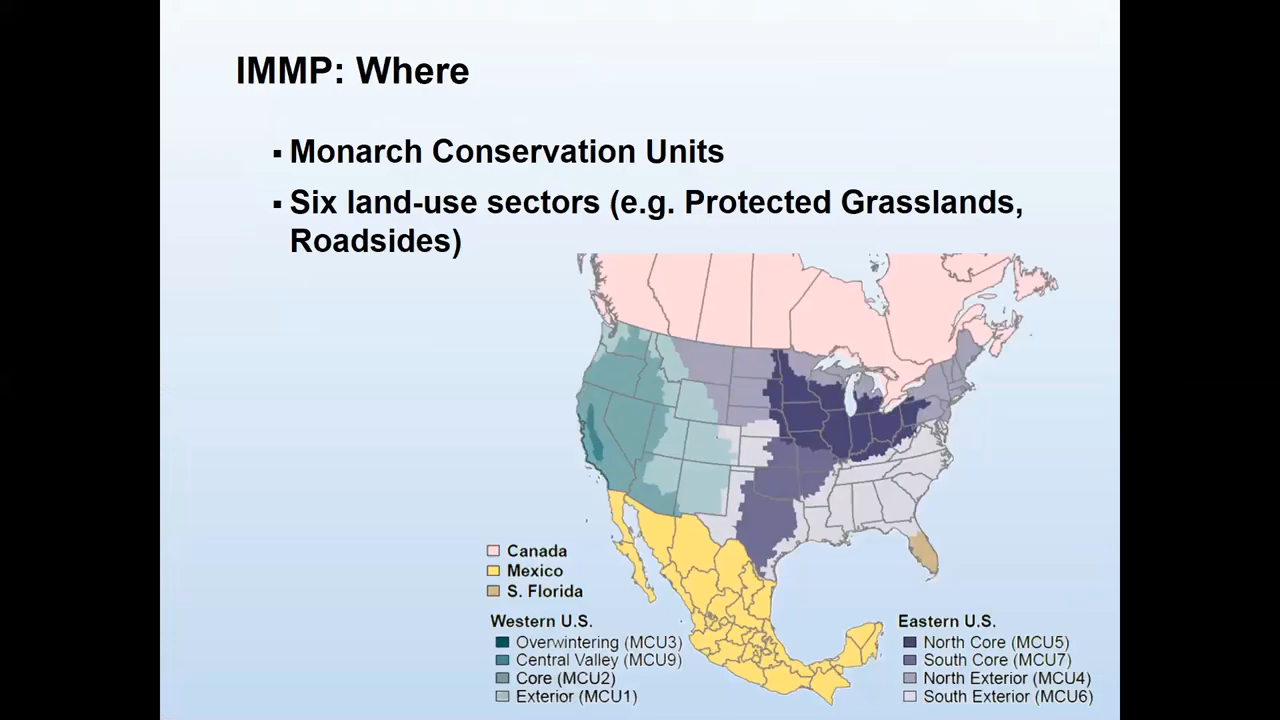 IMMP: Where
▪ Monarch Conservation Units
▪ Six land-use sectors (e.g. Protected Grasslands,
Roadsides)
Canada
Mexico
S. Florida
Western U.S.
Overwintering (MCU3)
Central Valley (MCU9)
Core (MCU2)
Exterior (MCU1)
Eastern U.S.
North Core (MCU5)
South Core (MCU7)
North Exterior (MCU4)
South Exterior (MCU6)